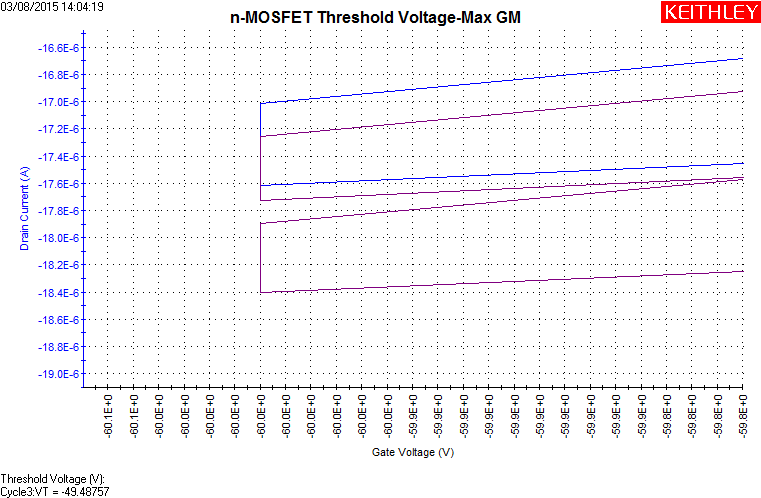 03/08/2015 14:04:19
n-MOSFET Threshold Voltage-Max GM
KEITHLEY
Drain Current (A)
-16.6E-6
-16.8E-6
-17.0E-6
-17.2E-6
-17.4E-6
-17.6E-6
-17.8E-6
-18.0E-6
-18.2E-6
-18.4E-6
-18.6E-6
-18.8E-6
-19.0E-6
-60.1E+0
-60.1E+0
-60.0E+0
-60.0E+0
-60.0E+0
-60.0E+0
-60.0E+0
-60.0E+0
-60.0E+0
-60.0E+0
-60.0E+0
-60.0E+0
-59.9E+0
-59.9E+0
-59.9E+0
-59.9E+0
-59.9E+0
-59.9E+0
-59.9E+0
-59.9E+0
-59.9E+0
-59.9E+0
-59.9E+0
-59.8E+0
-59.8E+0
-59.8E+0
Gate Voltage (V)
Threshold Voltage (V):
Cycle3:VT = -49.48757